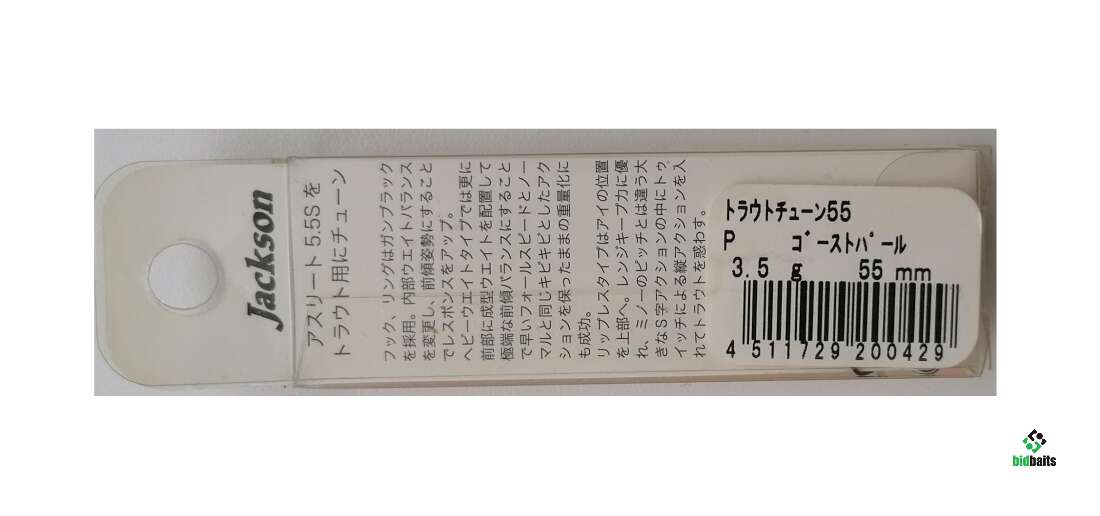 Jackson
アスリート 5.5S を
トラウト用にチューン
フック、リングはガンブラック
を採用。内部ウエイトバランス
を変更し、前傾姿勢にすること
でレスポンスをアップ。
ヘビーウエイトタイプでは更に
前部に成型ウエイトを配置して
極端な前傾バランスにすること
で早いフォールスピードとノー
マルと同じキビキビとしたアク
ションを保ったままの重量化に
も成功。
リップレスタイプはアイの位置
を上部へ。レンジキープ力に優
れ、ミノーのピッチとは違う大
きなS字アクションの中にトゥ
イッチによる縦アクションを入
れてトラウトを惑わす。
トラウトチューン55
P ゴーストパール
3.5 g 55 mm
4 511729 200429
bidbaits